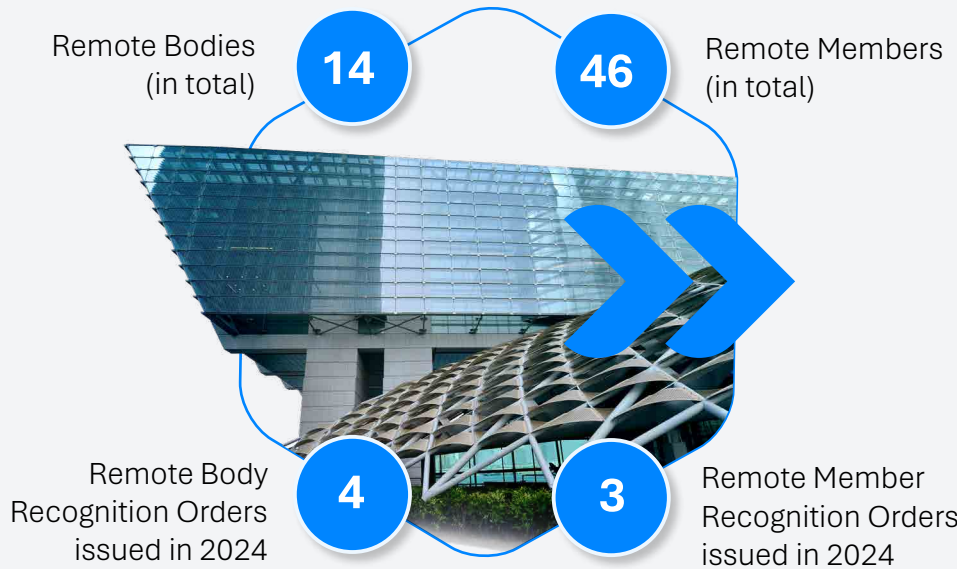 Remote Bodies
(in total)
14
46
Remote Members
(in total)
Remote Body
Recognition Orders
issued in 2024
4
3
Remote Member
Recognition Orders
issued in 2024